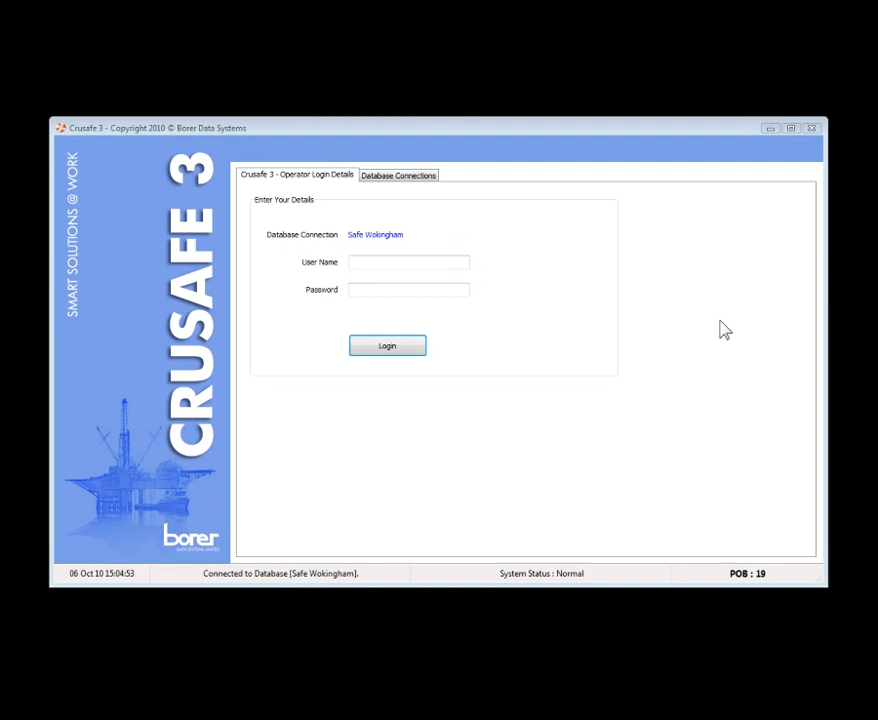 Crusafe 3 - Copyright 2010 © Borer Data Systems
SMART SOLUTIONS @ WORK
CRUSAFE 3
borer
Crusafe 3 - Operator Login Details
Database Connections
Enter Your Details
Database Connection Safe Wokingham
User Name
Password
Login
06 Oct 10 15:04:53
Connected to Database [Safe Wokingham].
System Status : Normal
POB : 19